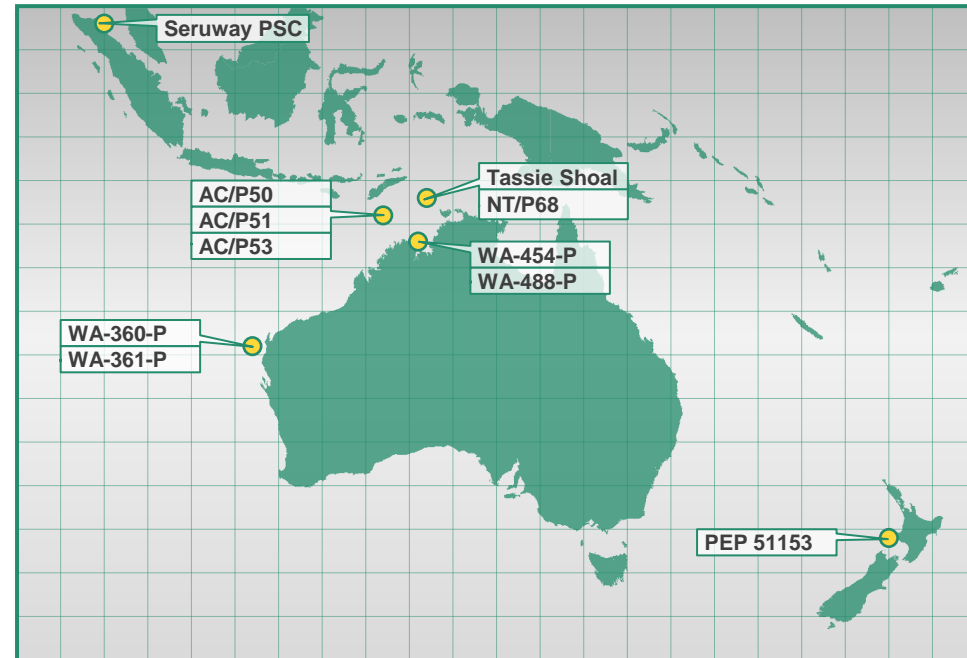 Seruway PSC
Tassie Shoal
NT/P68
AC/P50
AC/P51
AC/P53
WA-454-P
WA-488-P
WA-360-P
WA-361-P
PEP 51153